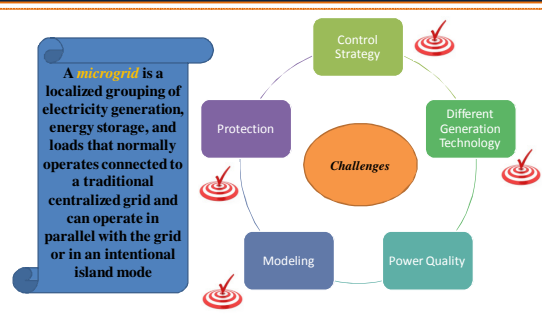 A microgrid is a
localized grouping of
electricity generation,
energy storage, and
loads that normally
operates connected to
a traditional
centralized grid and
can operate in
parallel with the grid
or in an intentional
island mode
Control
Strategy
Different
Generation
Technology
Power Quality
Modeling
Protection
Challenges